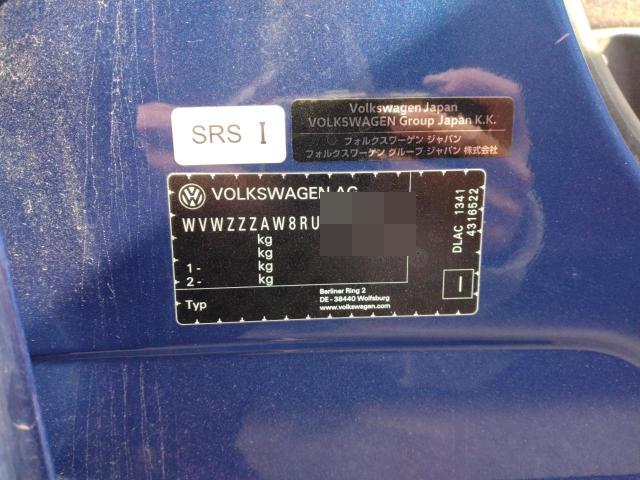 SRS I
Volkswagen Japan
VOLKSWAGEN Group Japan K.K.
フォルクスワーゲン ジャパン
フォルクスワーゲン グループ ジャパン 株式会社
VOLKSWAGEN AG
WVWZZZAW8RU
kg
kg
1 - kg
2 - kg
Typ
Berliner Ring 2
DE - 38440 Wolfsburg
www.volkswagen.com
DLAC 1341
4316522
I